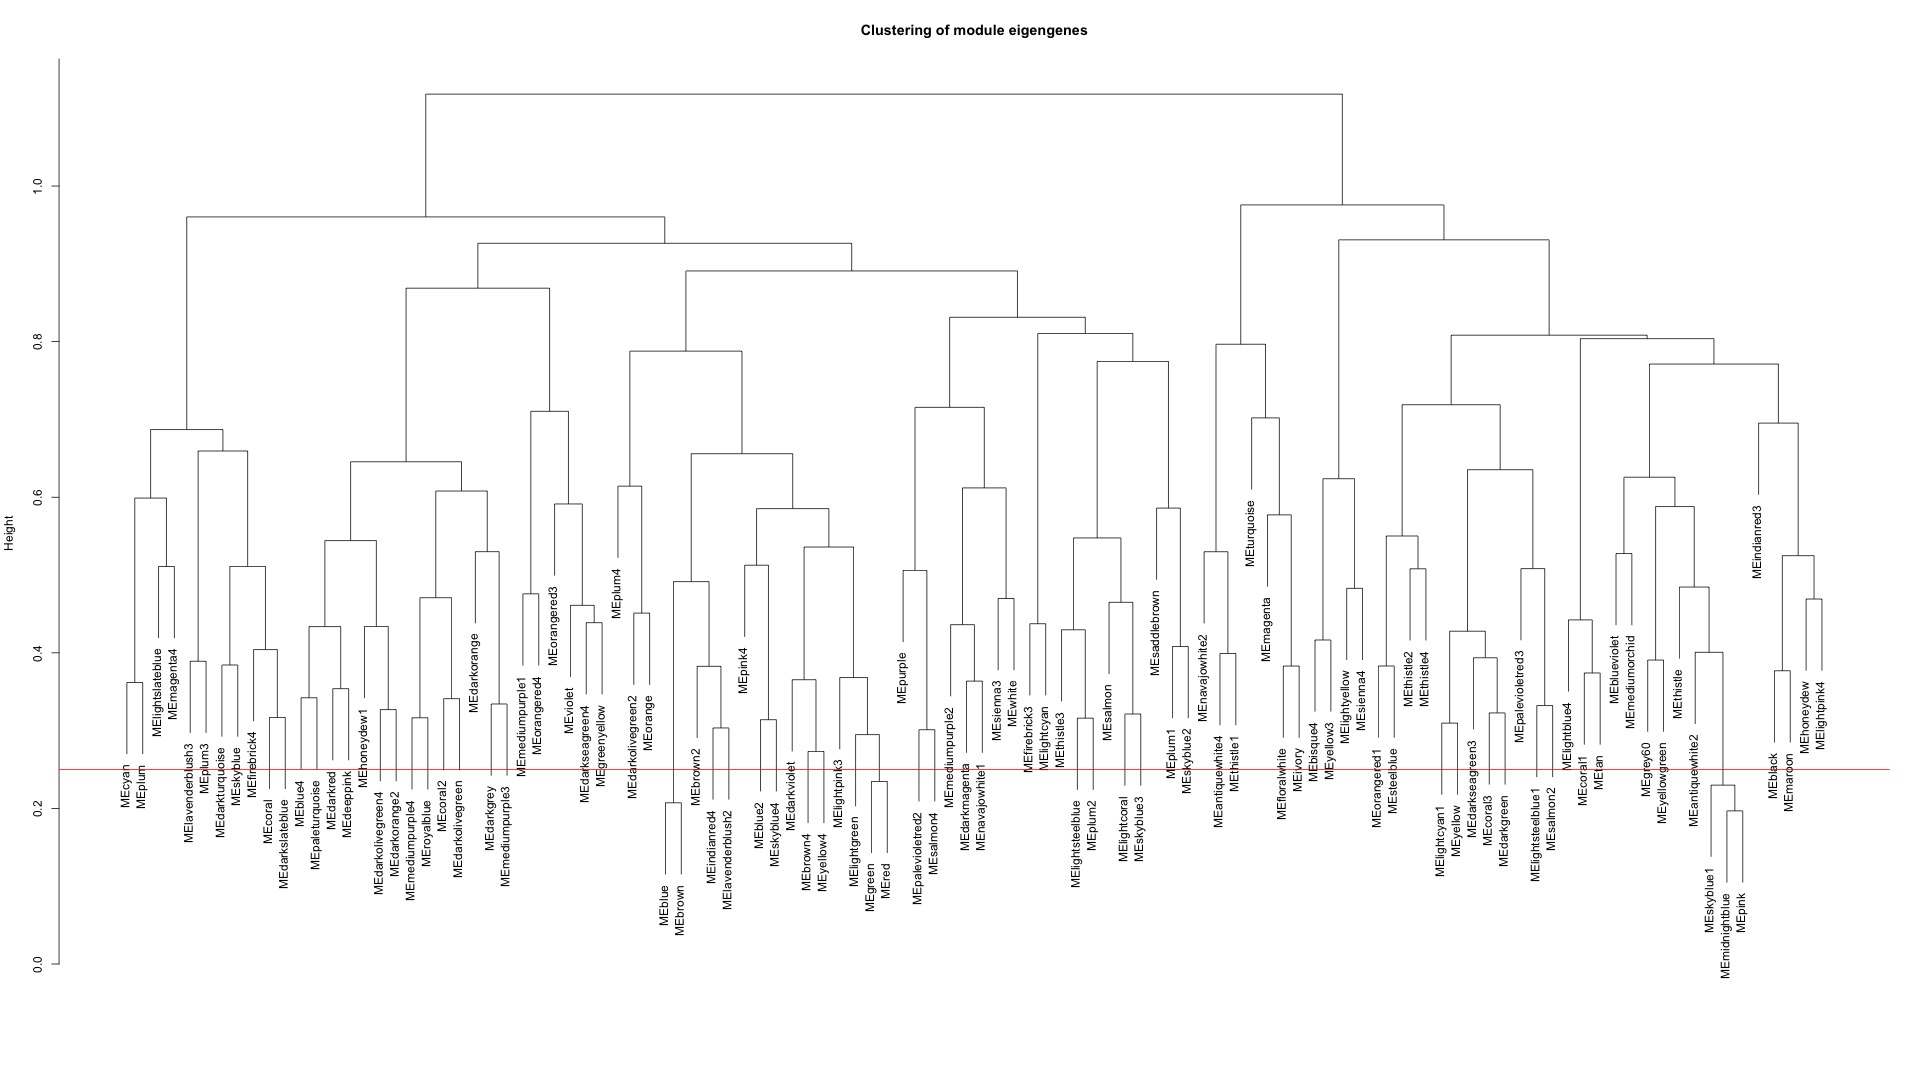 Clustering of module eigengenes
Height
1.0
0.8
0.6
0.4
0.2
0.0
MEcyan
MEplum
MElightslateblue
MEmagenta4
MElavenderblush3
MEplum3
MEdarkturquoise
MEskyblue
MEfirebrick4
MEcoral
MEdarkslateblue
MEblue4
MEpaleturquoise
MEdarkred
MEdeeppink
MEhoneydew1
MEdarkolivegreen4
MEdarkorange2
MEmediumpurple4
MEroyalblue
MEcoral2
MEdarkolivegreen
MEdarkorange
MEdarkgrey
MEmediumpurple3
MEmediumpurple1
MEorangered4
MEorangered3
MEviolet
MEdarkseagreen4
MEgreenyellow
MEplum4
MEdarkolivegreen2
MEorange
MEblue
MEbrown
MEbrown2
MEindianred4
MElavenderblush2
MEpink4
MEblue2
MEskyblue4
MEdarkviolet
MEbrown4
MEyellow4
MElightpink3
MElightgreen
MEgreen
MEred
MEpurple
MEpalevioletred2
MEsalmon4
MEmediumpurple2
MEdarkmagenta
MEnavajowhite1
MEsienna3
MEwhite
MEfirebrick3
MElightcyan
MEthistle3
MElightsteelblue
MEplum2
MEsalmon
MElightcoral
MEskyblue3
MEsaddlebrown
MEplum1
MEskyblue2
MEnavajowhite2
MEantiquewhite4
MEthistle1
MEturquoise
MEmagenta
MEfloralwhite
MEivory
MEbisque4
MEyellow3
MElightyellow
MEsienna4
MEorangered1
MEsteelblue
MEthistle2
MEthistle4
MElightcyan1
MEyellow
MEdarkseagreen3
MEcoral3
MEdarkgreen
MEpalevioletred3
MElightsteelblue1
MEsalmon2
MElightblue4
MEcoral1
MEtan
MEblueviolet
MEmediumorchid
MEgrey60
MEyellowgreen
MEthistle
MEantiquewhite2
MEskyblue1
MEmidnightblue
MEpink
MEindianred3
MEblack
MEmaroon
MEhoneydew
MElightpink4